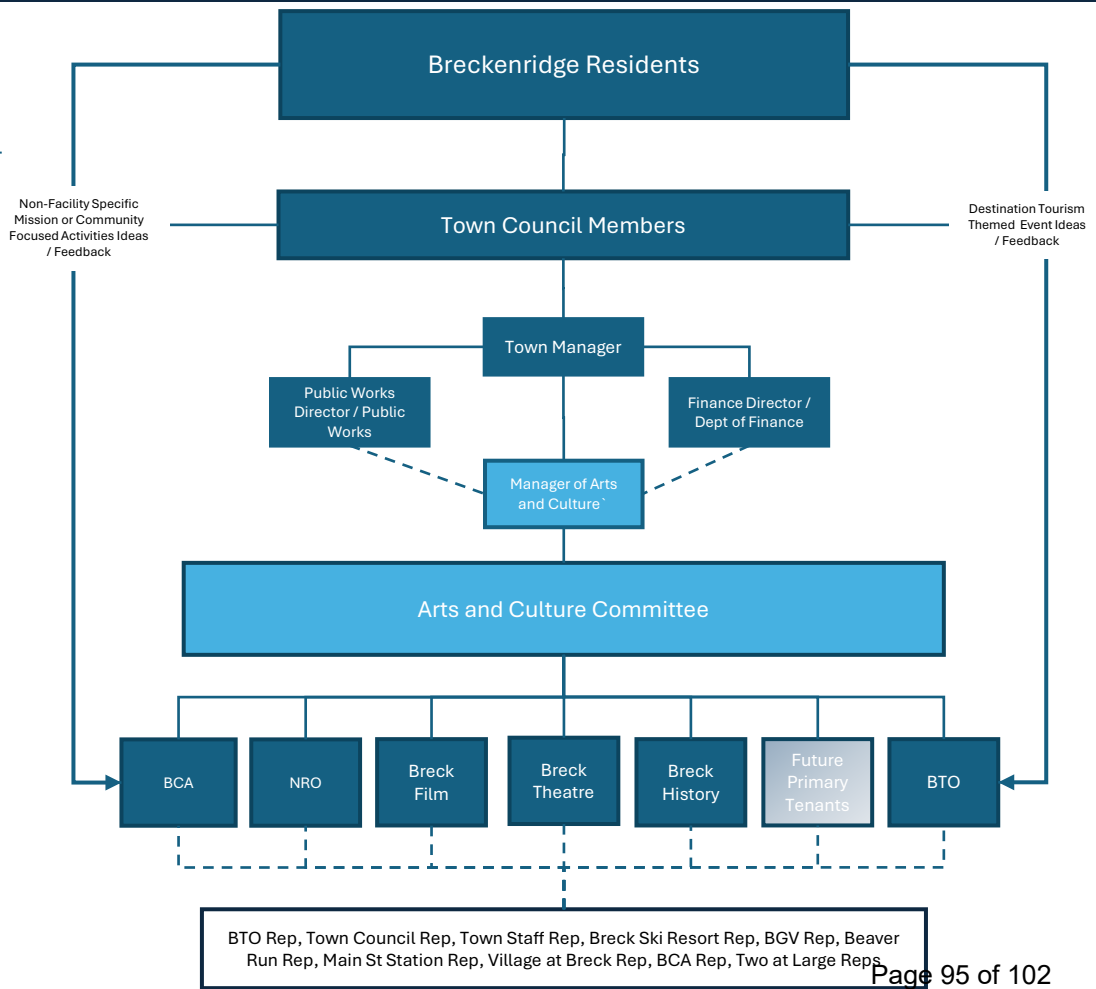 Breckenridge Residents
Non-Facility Specific
Mission or Community
Focused Activities Ideas
/ Feedback
Town Council Members
Destination Tourism
Themed Event Ideas
/ Feedback
Town Manager
Public Works
Director / Public
Works
Finance Director /
Dept of Finance
Manager of Arts
and Culture`
Arts and Culture Committee
BCA
NRO
Breck
Film
Breck
Theatre
Breck
History
Future
Primary
Tenants
BTO
BTO Rep, Town Council Rep, Town Staff Rep, Breck Ski Resort Rep, BGV Rep, Beaver
Run Rep, Main St Station Rep, Village at Breck Rep, BCA Rep, Two at Large Reps
Page 95 of 102